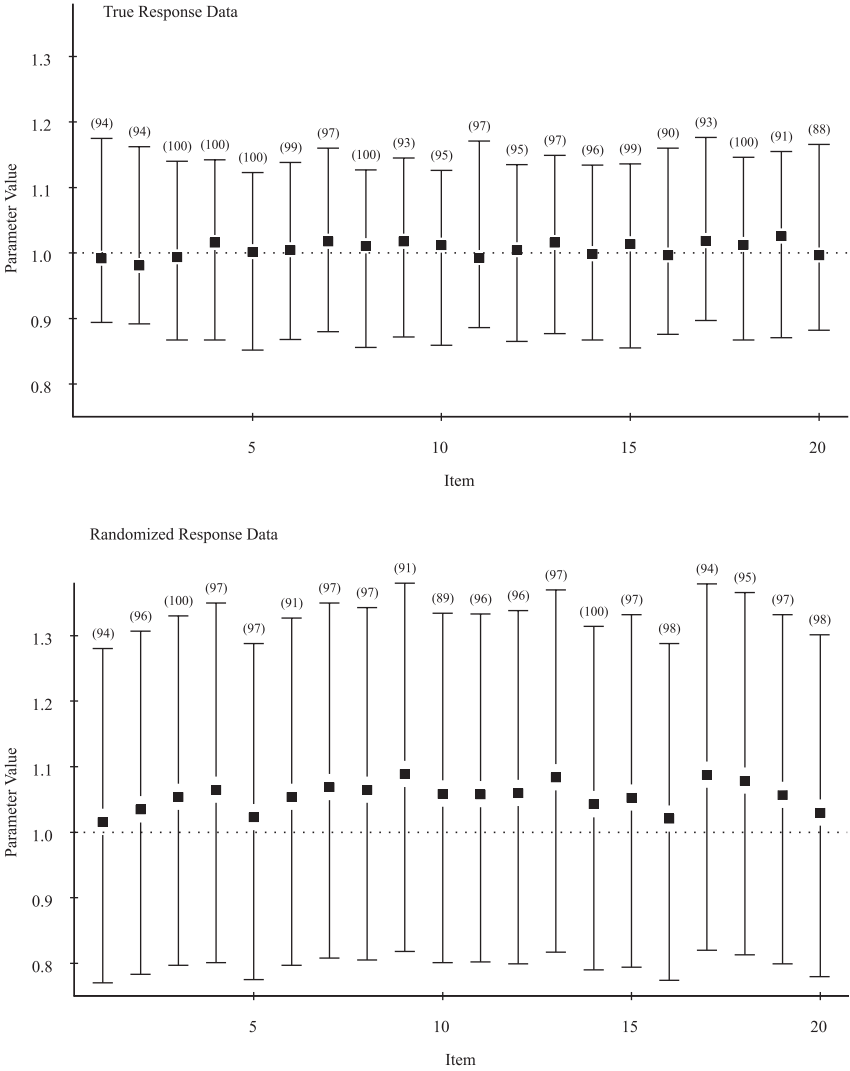 True Response Data
Parameter Value
1.3
1.2
1.1
1.0
0.9
0.8
(94) (94) (100) (100) (100) (99) (97) (100) (93) (95) (97) (95) (97) (96) (99) (90) (93) (100) (91) (88)
5 10 15 20
Item
Randomized Response Data
Parameter Value
1.3
1.2
1.1
1.0
0.9
0.8
(94) (96) (100) (97) (97) (91) (97) (97) (91) (89) (96) (96) (97) (100) (97) (98) (94) (95) (97) (98)
5 10 15 20
Item